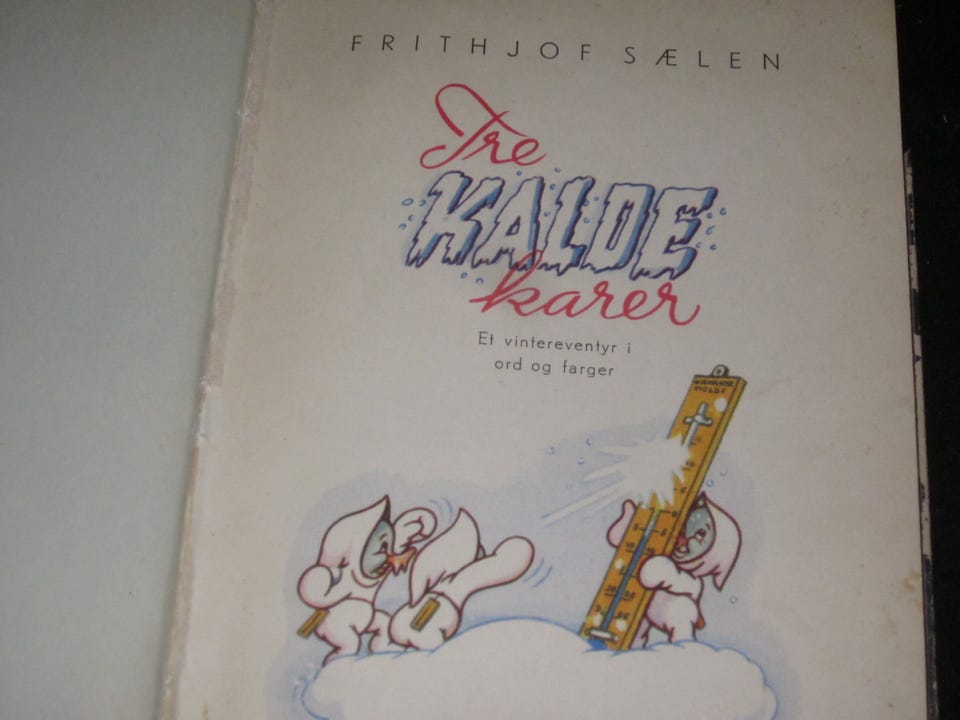 FRITHJOF SÆLEN
Tre
KALDE
karer
Et vintereventyr i
ord og farger